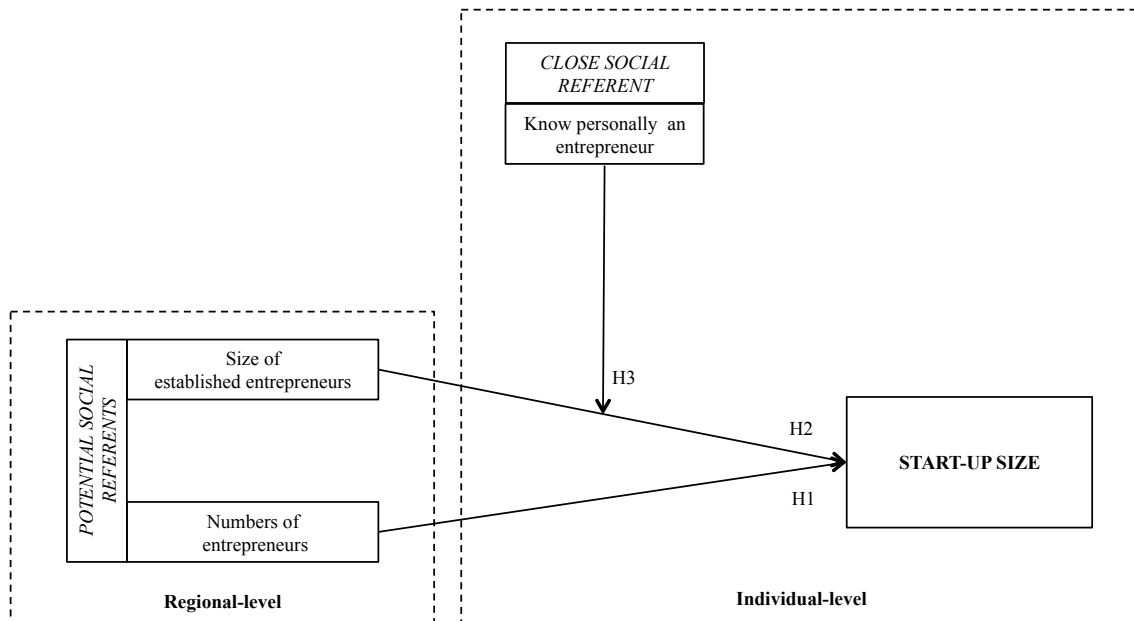 CLOSE SOCIAL
REFERENT
Know personally an
entrepreneur
H3
POTENTIAL SOCIAL
REFERENTS
Size of
established entrepreneurs
H2
START-UP SIZE
H1
Numbers of
entrepreneurs
Regional-level
Individual-level